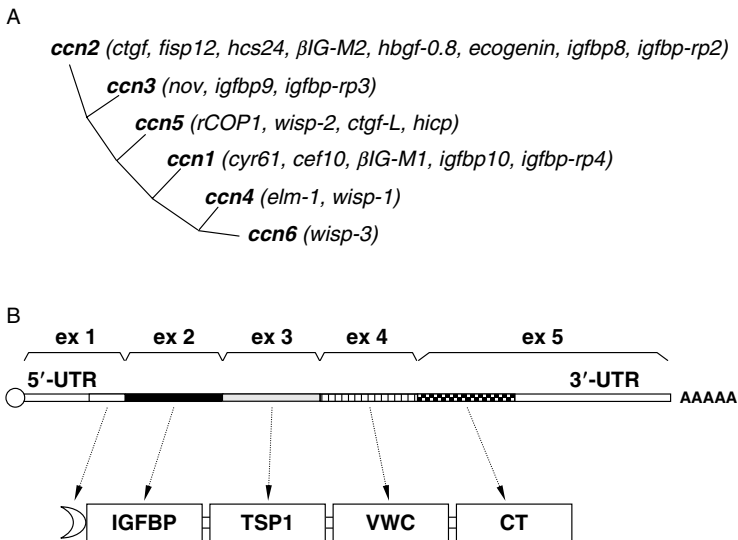 A
ccn2 (ctgf, fisp12, hcs24, βIG-M2, hbgf-0.8, ecogenin, igfbp8, igfbp-rp2)
ccn3 (nov, igfbp9, igfbp-rp3)
ccn5 (rCOP1, wisp-2, ctgf-L, hicp)
ccn1 (cyr61, cef10, βIG-M1, igfbp10, igfbp-rp4)
ccn4 (elm-1, wisp-1)
ccn6 (wisp-3)
B
ex 1 ex 2 ex 3 ex 4 ex 5
5′-UTR 3′-UTR
AAAAA
IGFBP TSP1 VWC CT